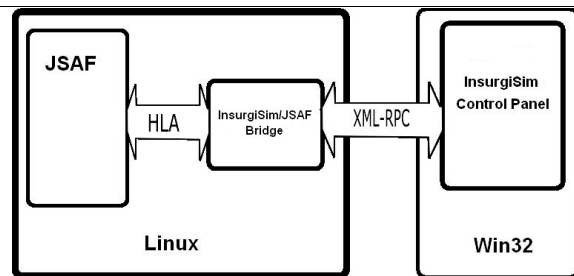 JSAF
HLA
InsurgiSim/JSAF
Bridge
XML-RPC
InsurgiSim
Control Panel
Linux
Win32